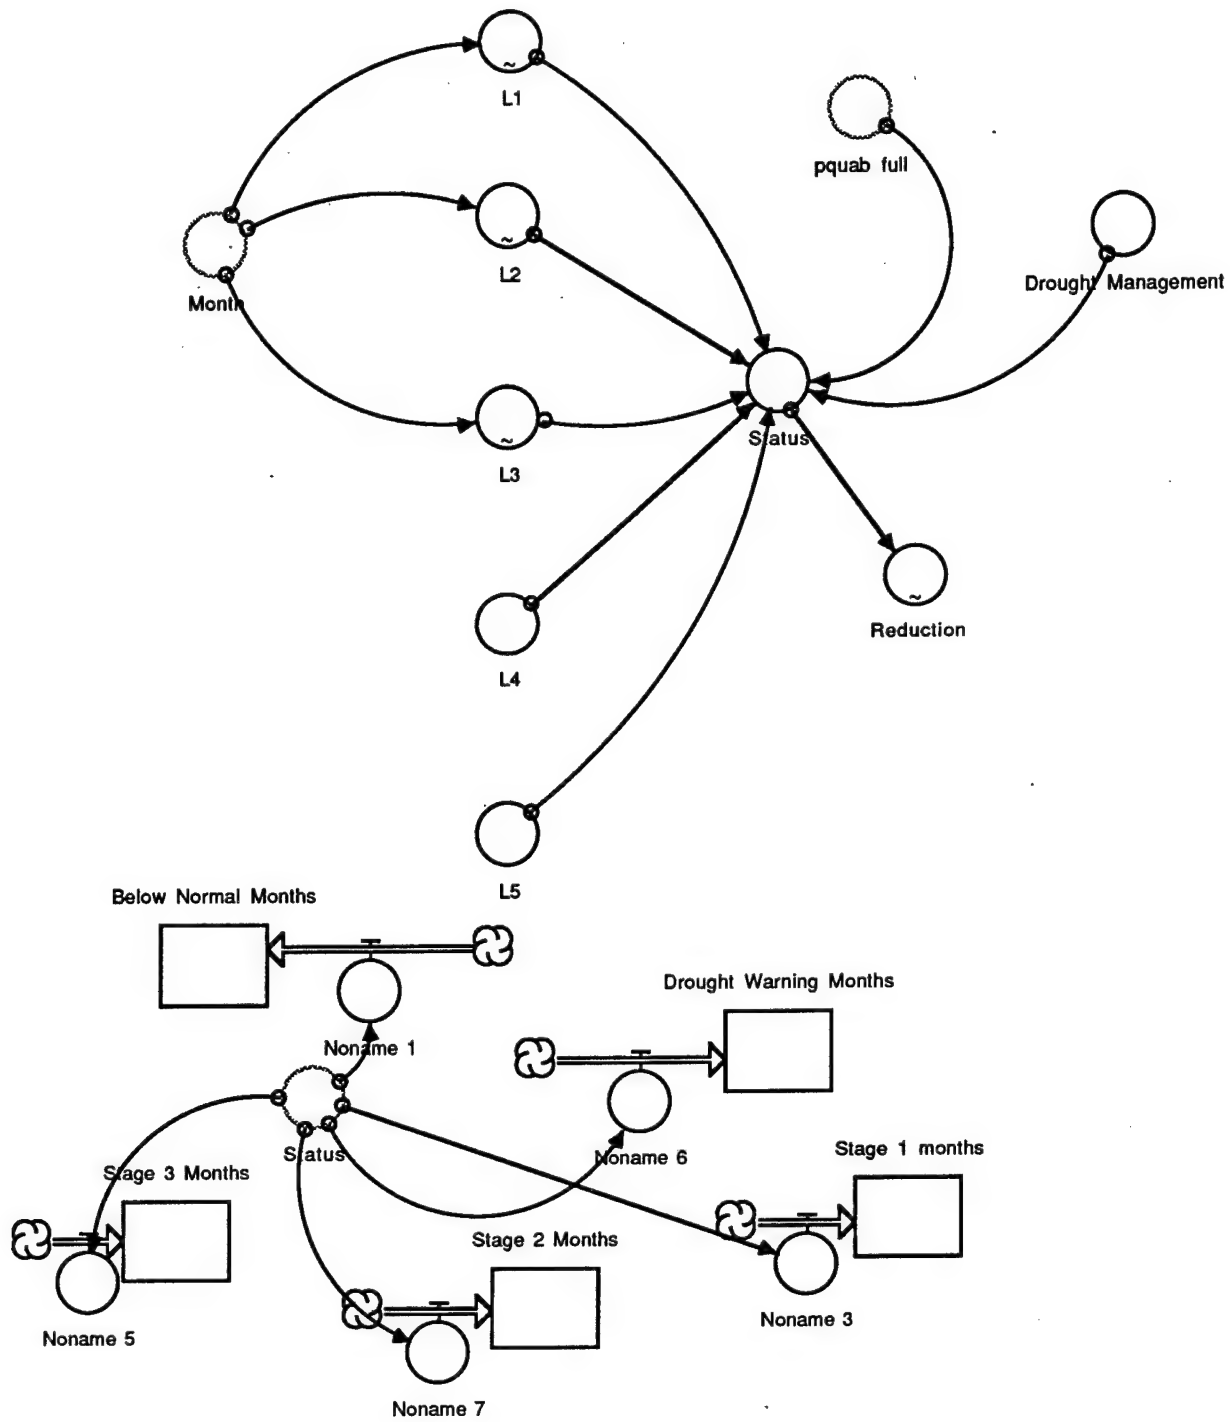 L1
pquab full
L2
Drought Management
Month
Status
L3
Reduction
L4
L5
Below Normal Months
Drought Warning Months
Noname 1
Stage 1 months
Status
Noname 6
Stage 3 Months
Stage 2 Months
Noname 3
Noname 5
Noname 7